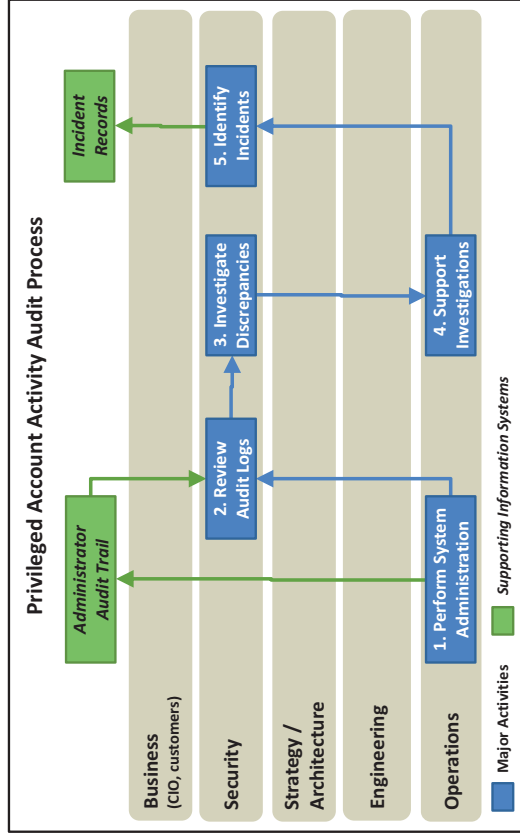 Privileged Account Activity Audit Process
Administrator
Audit Trail
Incident
Records
Business
(CIO, customers)
Security
2. Review
Audit Logs
3. Investigate
Discrepancies
5. Identify
Incidents
Strategy /
Architecture
Engineering
Operations
1. Perform System
Administration
4. Support
Investigations
Major Activities
Supporting Information Systems